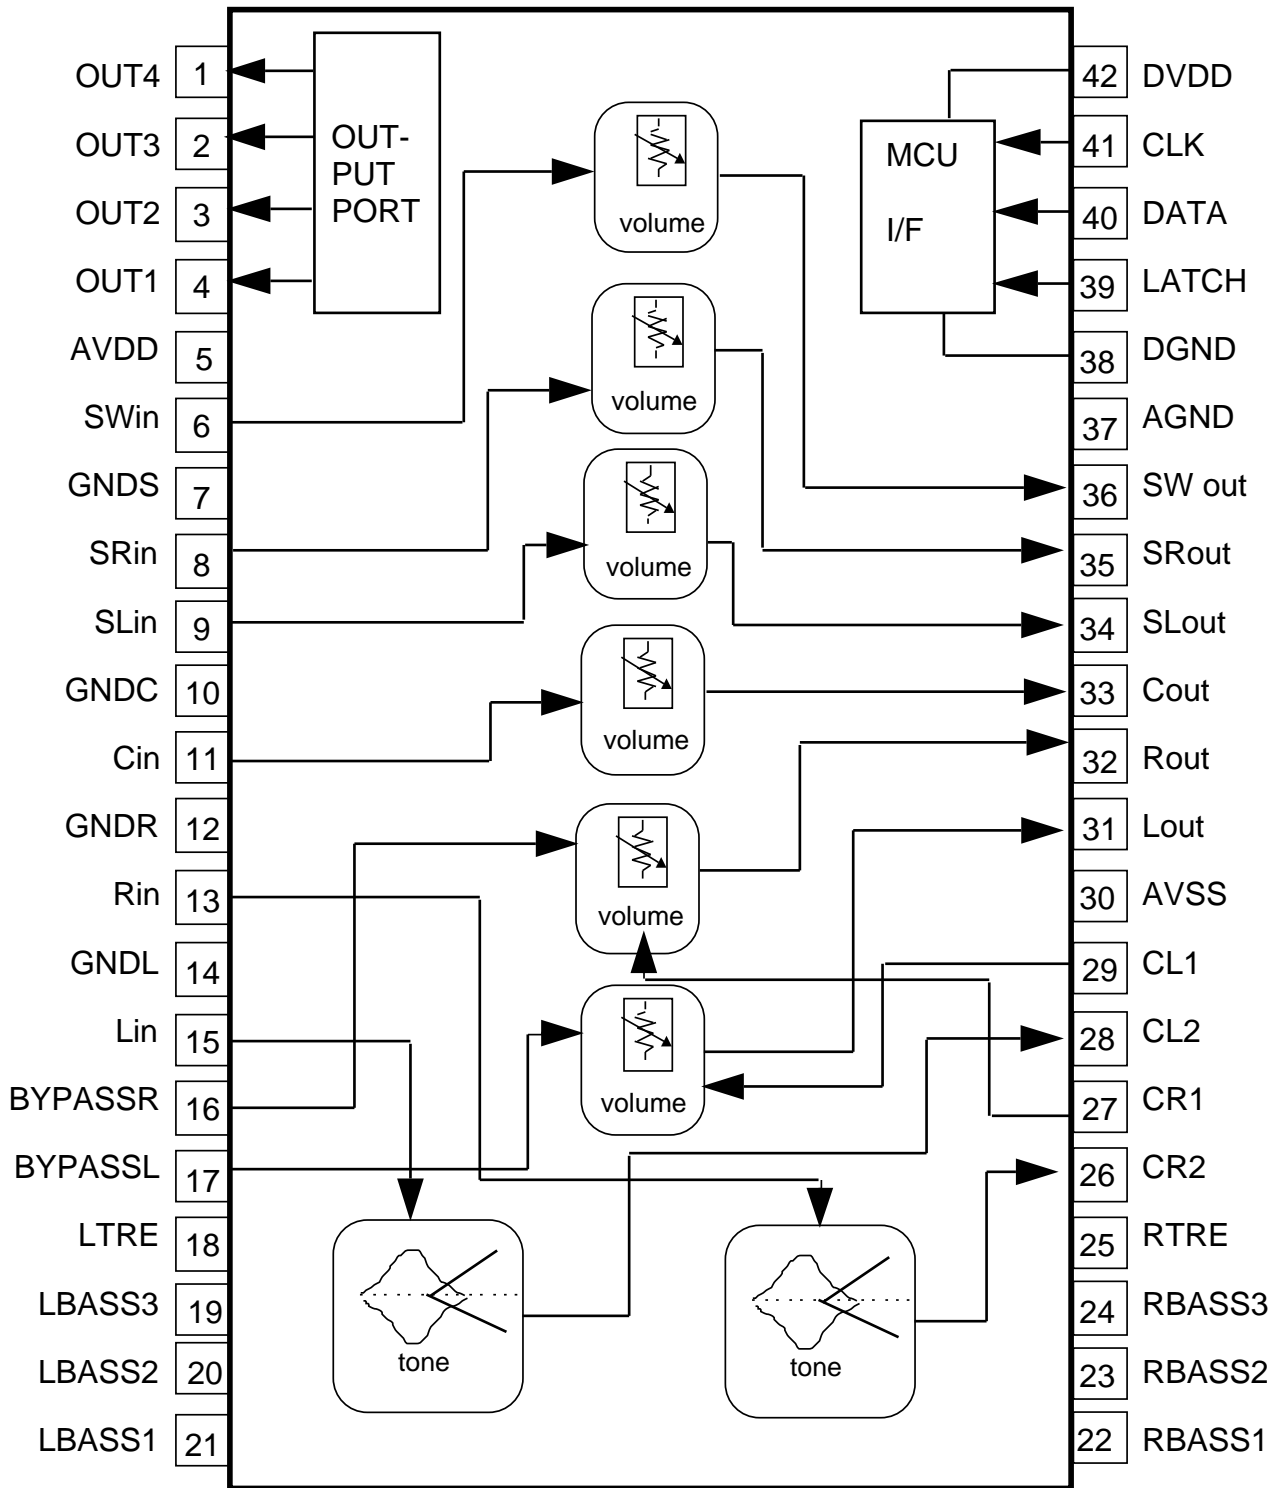 OUT4 1
OUT3 2
OUT2 3
OUT1 4
AVDD 5
SWin 6
GNDS 7
SRin 8
SLin 9
GNDC 10
Cin 11
GNDR 12
Rin 13
GNDL 14
Lin 15
BYPASSR 16
BYPASSL 17
LTRE 18
LBASS3 19
LBASS2 20
LBASS1 21
OUT-
PUT
PORT
volume
volume
volume
volume
volume
volume
tone
tone
MCU
I/F
42 DVDD
41 CLK
40 DATA
39 LATCH
38 DGND
37 AGND
36 SW out
35 SRout
34 SLout
33 Cout
32 Rout
31 Lout
30 AVSS
29 CL1
28 CL2
27 CR1
26 CR2
25 RTRE
24 RBASS3
23 RBASS2
22 RBASS1